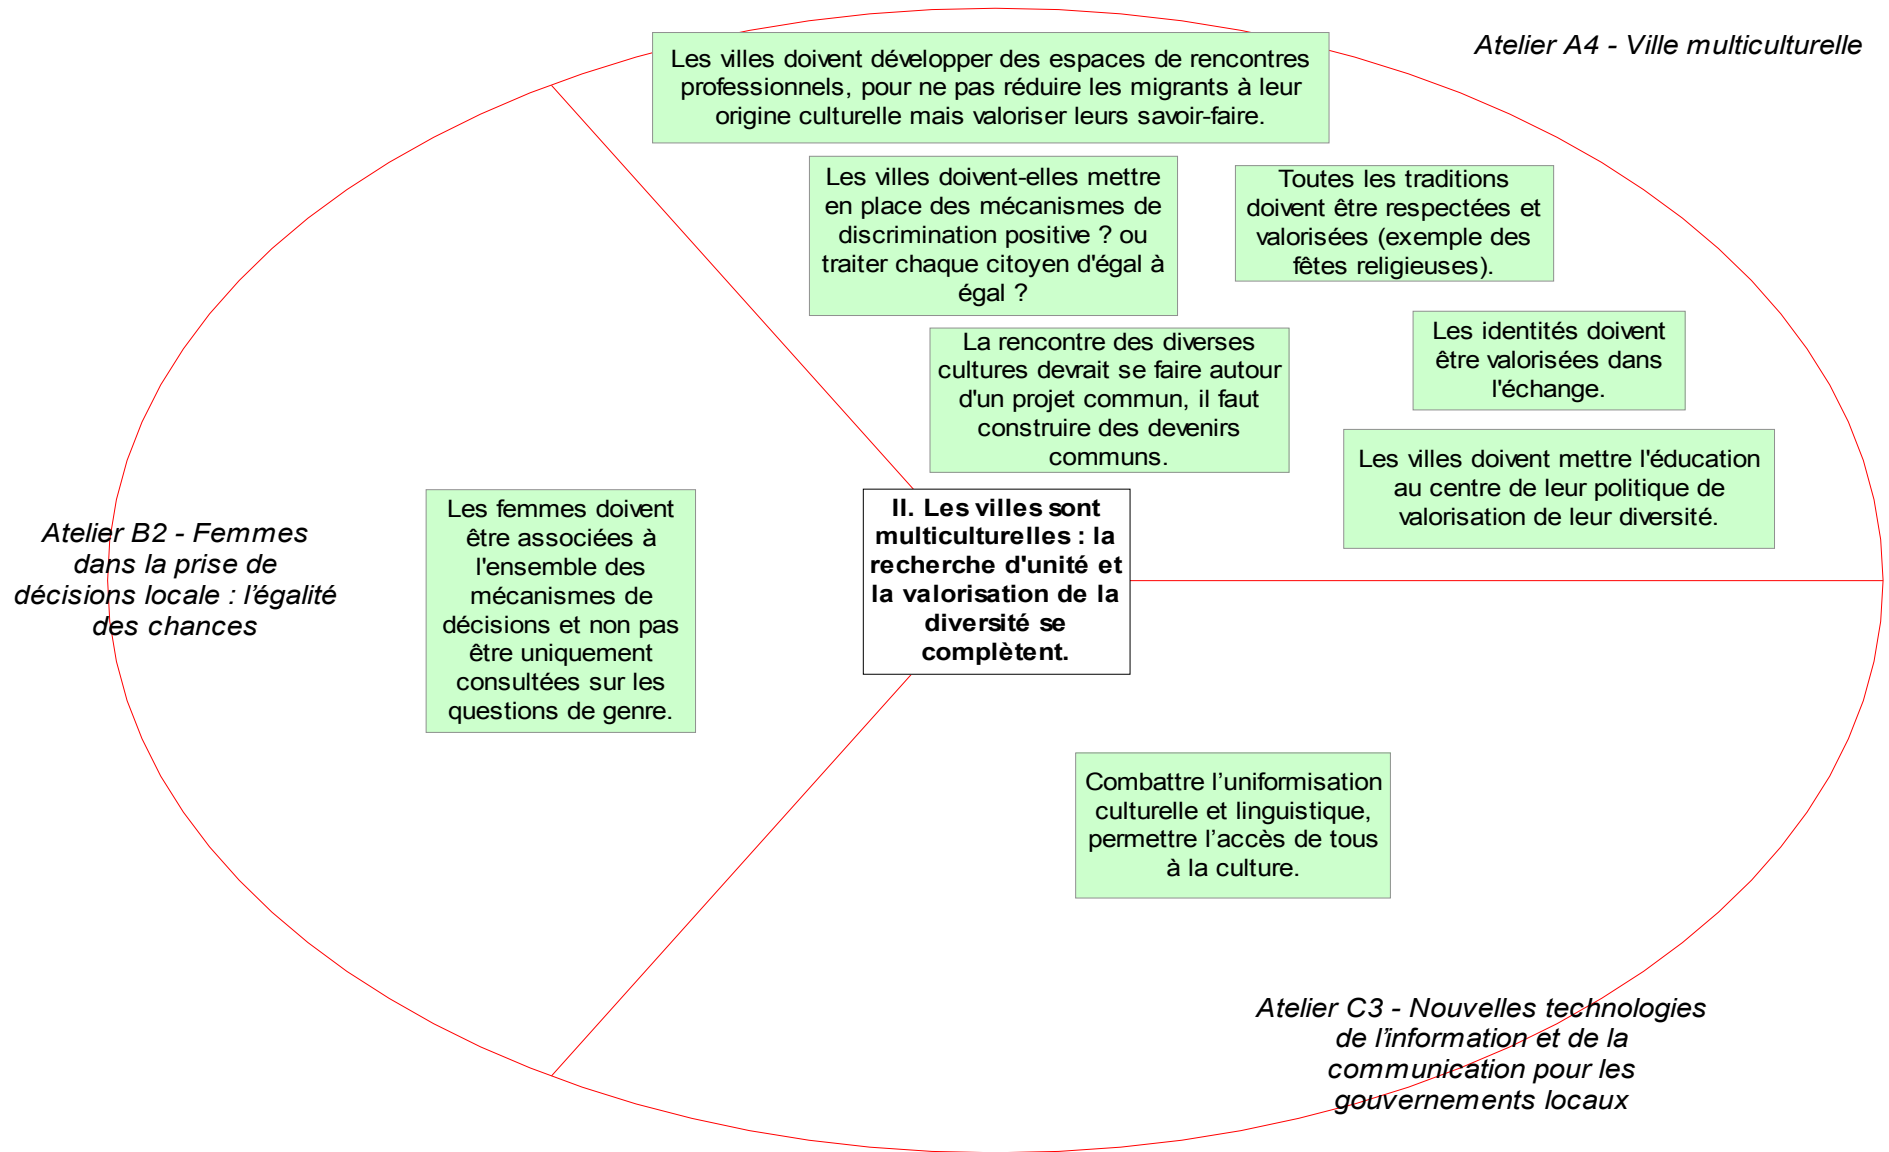 Atelier A4 - Ville multiculturelle
Les villes doivent développer des espaces de rencontres
professionnels, pour ne pas réduire les migrants à leur
origine culturelle mais valoriser leurs savoir-faire.
Les villes doivent-elles mettre
en place des mécanismes de
discrimination positive ? ou
traiter chaque citoyen d'égal à
égal ?
Toutes les traditions
doivent être respectées et
valorisées (exemple des
fêtes religieuses).
La rencontre des diverses
cultures devrait se faire autour
d'un projet commun, il faut
construire des devenirs
communs.
Les identités doivent
être valorisées dans
l'échange.
Les villes doivent mettre l'éducation
au centre de leur politique de
valorisation de leur diversité.
II. Les villes sont
multiculturelles : la
recherche d'unité et
la valorisation de la
diversité se
complètent.
Atelier B2 - Femmes
dans la prise de
décisions locale : l’égalité
des chances
Les femmes doivent
être associées à
l'ensemble des
mécanismes de
décisions et non pas
être uniquement
consultées sur les
questions de genre.
Combattre l’uniformisation
culturelle et linguistique,
permettre l’accès de tous
à la culture.
Atelier C3 - Nouvelles technologies
de l’information et de la
communication pour les
gouvernements locaux